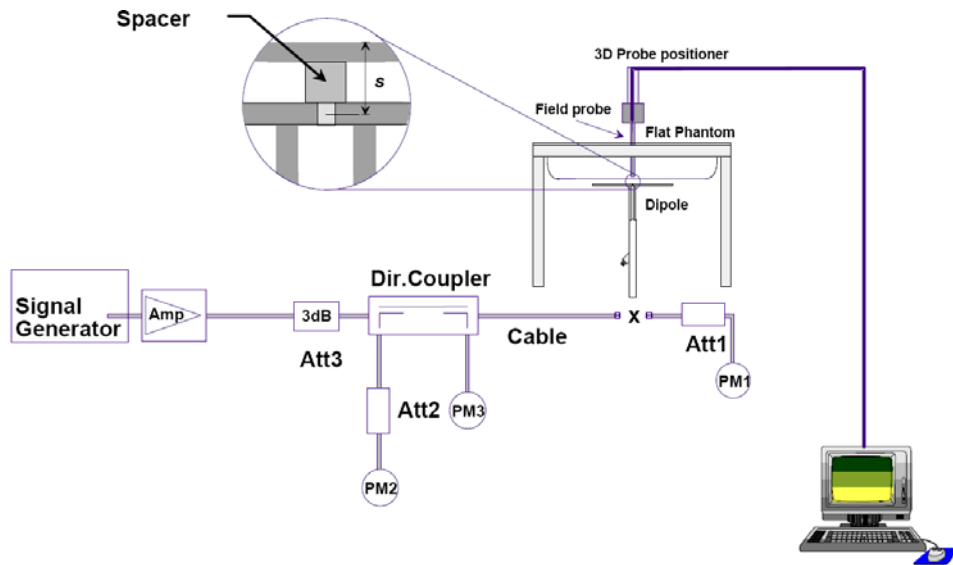 Spacer
s
3D Probe positioner
Field probe
Flat Phantom
Dipole
Signal
Generator
Amp
3dB
Att3
Dir.Coupler
Cable
x
Att1
PM1
Att2
PM3
PM2